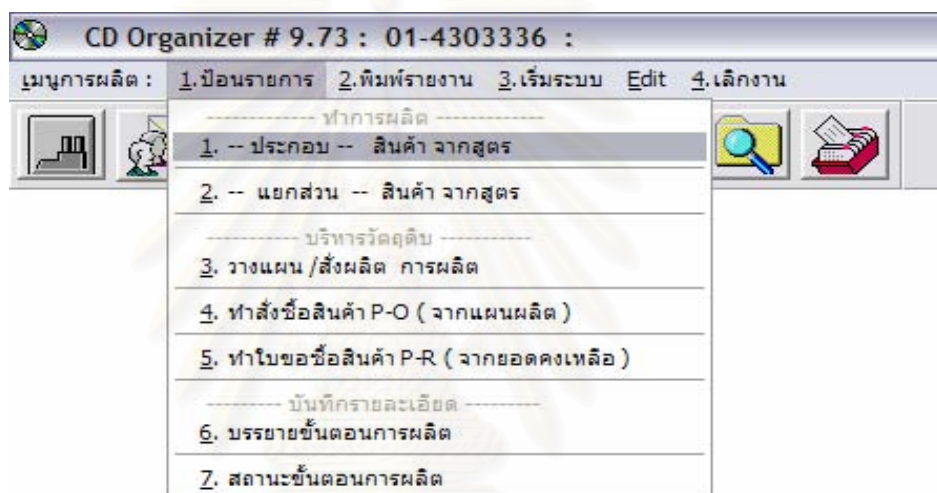 CD Organizer # 9.73 : 01-4303336 :
เมนูการผลิต : 1.ป้อนรายการ 2.พิมพ์รายงาน 3.เริ่มระบบ Edit 4.เลิกงาน
------------- ทำการผลิต -------------
1. -- ประกอบ -- สินค้า จากสูตร
2. -- แยกส่วน -- สินค้า จากสูตร
----------- บริหารวัตถุดิบ -----------
3. วางแผน /สั่งผลิต การผลิต
4. ทำสั่งซื้อสินค้า P-O ( จากแผนผลิต )
5. ทำใบขอซื้อสินค้า P-R ( จากยอดคงเหลือ )
---------- บันทึกรายละเอียด ----------
6. บรรยายขั้นตอนการผลิต
7. สถานะขั้นตอนการผลิต